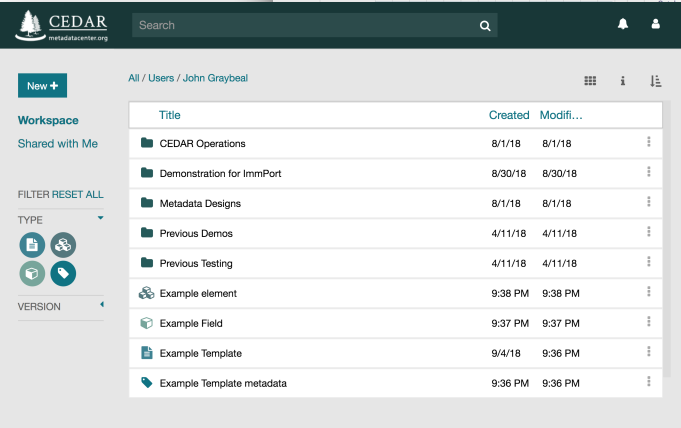 CEDAR
metadatacenter.org
Search
New +
All / Users / John Graybeal
Workspace
Shared with Me
FILTER RESET ALL
TYPE
VERSION
Title Created Modifi…
CEDAR Operations 8/1/18 8/1/18
Demonstration for ImmPort 8/30/18 8/30/18
Metadata Designs 8/1/18 8/1/18
Previous Demos 4/11/18 4/11/18
Previous Testing 4/11/18 4/11/18
Example element 9:38 PM 9:38 PM
Example Field 9:37 PM 9:37 PM
Example Template 9/4/18 9:36 PM
Example Template metadata 9:36 PM 9:36 PM